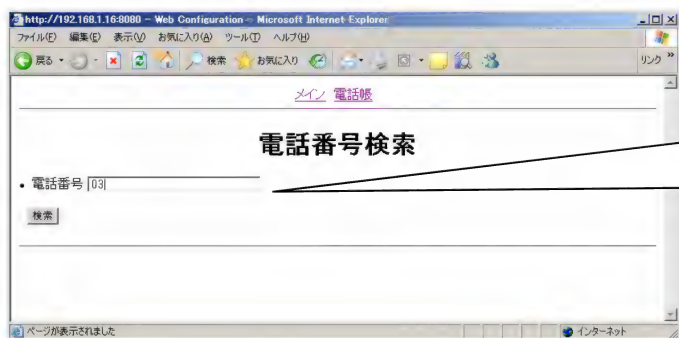 http://192.168.1.16:8080 - Web Configuration - Microsoft Internet Explorer
ファイル(F) 編集(E) 表示(V) お気に入り(A) ツール(T) ヘルプ(H)
戻る 検索 お気に入り リンク »
メイン 電話帳
電話番号検索
• 電話番号 03
検索
ページが表示されました インターネット